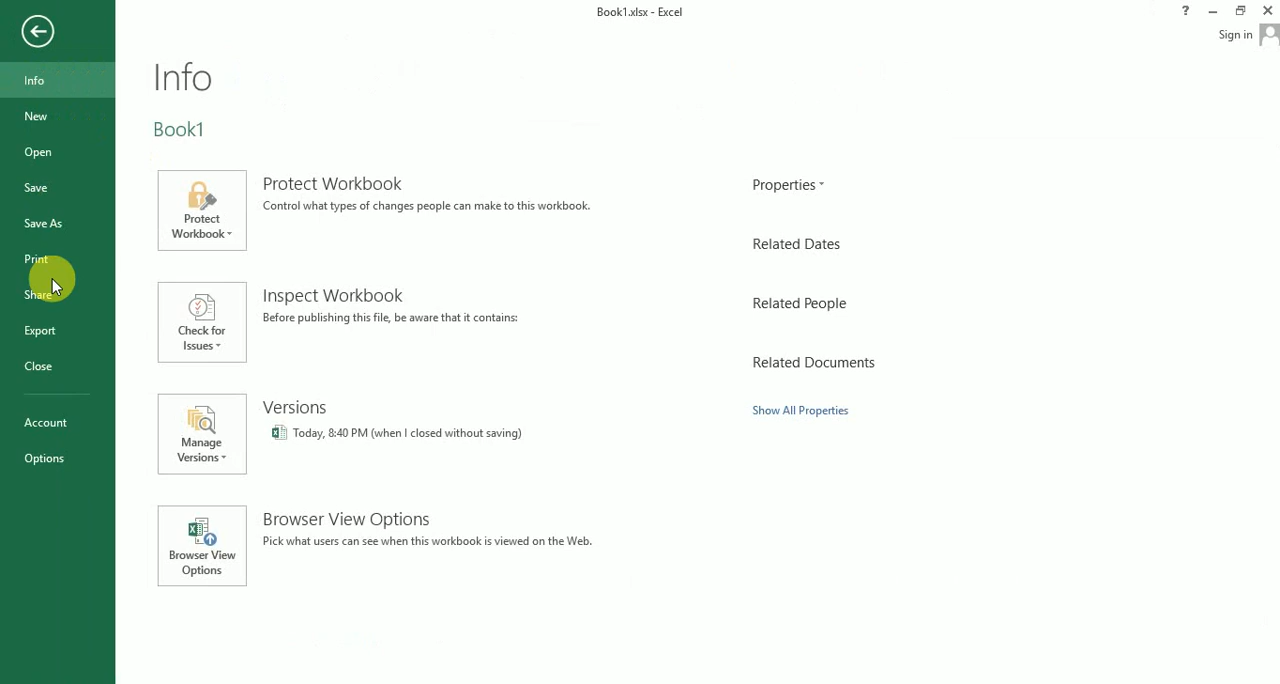 Book1.xlsx - Excel
?
Sign in
Info
New
Open
Save
Save As
Print
Share
Export
Close
Account
Options
Info
Book1
Protect
Workbook
Protect Workbook
Control what types of changes people can make to this workbook.
Check for
Issues
Inspect Workbook
Before publishing this file, be aware that it contains:
Manage
Versions
Versions
Today, 8:40 PM (when I closed without saving)
Browser View
Options
Browser View Options
Pick what users can see when this workbook is viewed on the Web.
Properties
Related Dates
Related People
Related Documents
Show All Properties